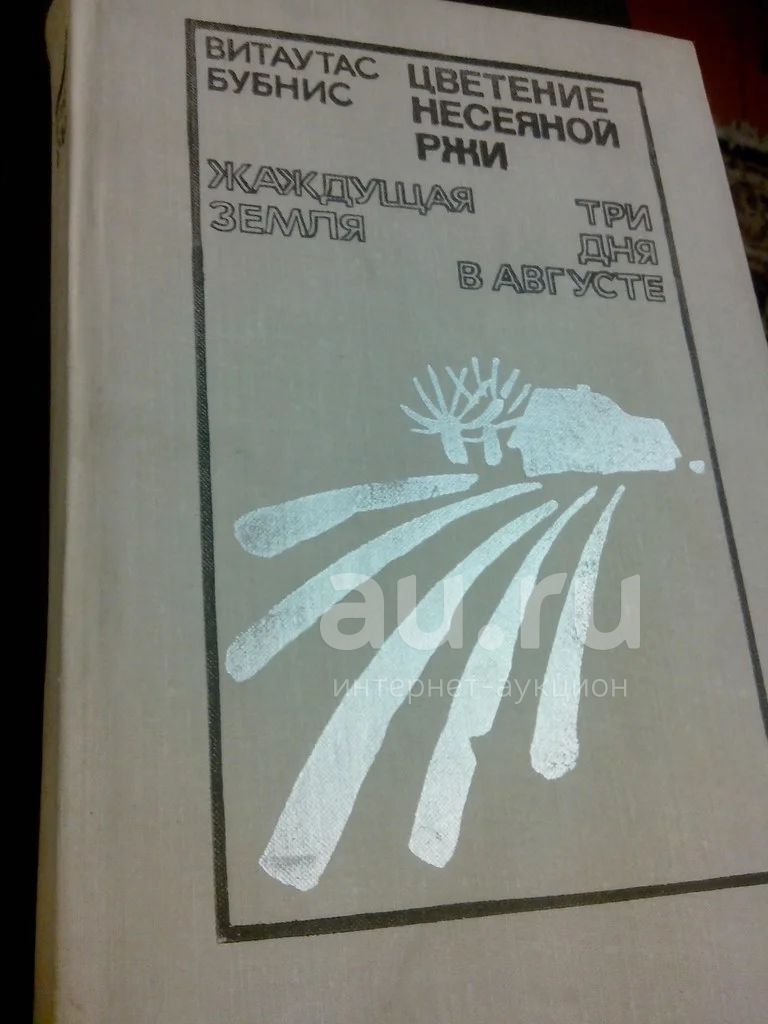 ВИТАУТАС
БУБНИС
ЦВЕТЕНИЕ
НЕСЕЯНОЙ
РЖИ
ЖАЖДУЩАЯ
ЗЕМЛЯ
ТРИ
ДНЯ
В АВГУСТЕ
au.ru
интернет-аукцион